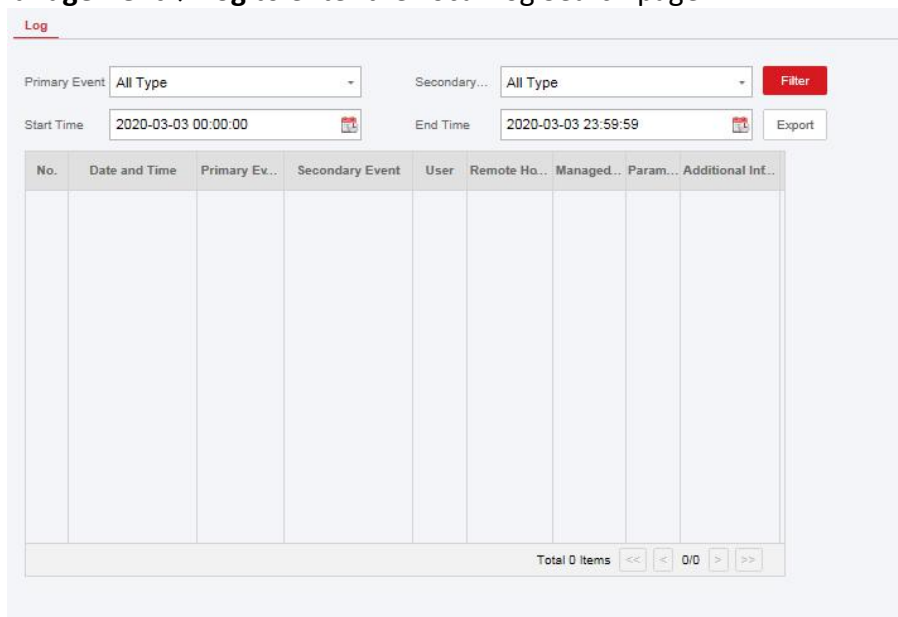 Log
Primary Event All Type Secondary... All Type Filter
Start Time 2020-03-03 00:00:00 End Time 2020-03-03 23:59:59 Export
No. Date and Time Primary Ev... Secondary Event User Remote Ho... Managed... Param... Additional Inf...
Total 0 Items << < 0/0 > >>